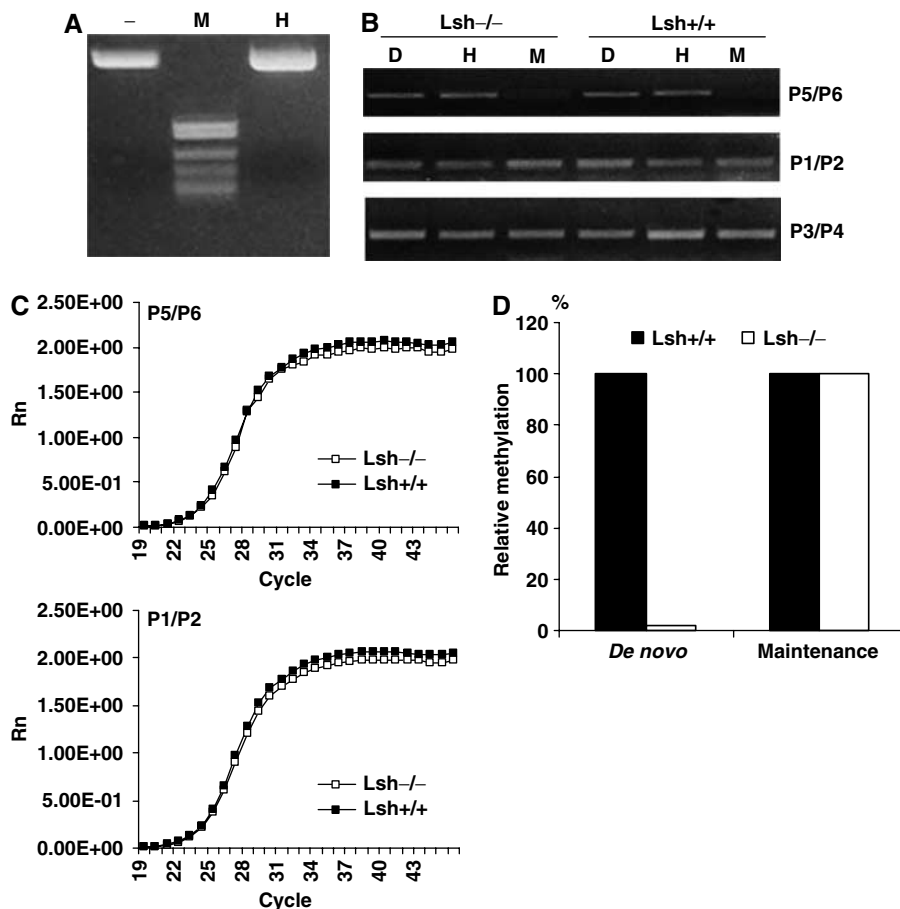 A
– M H
B
Lsh–/– Lsh+/+
D H M D H M
P5/P6
P1/P2
P3/P4
C
P5/P6
2.50E+00
2.00E+00
1.50E+00
1.00E+00
5.00E-01
0.00E+00
Rn
19 22 25 28 31 34 37 40 43
Cycle
Lsh–/–
Lsh+/+
P1/P2
2.50E+00
2.00E+00
1.50E+00
1.00E+00
5.00E-01
0.00E+00
Rn
19 22 25 28 31 34 37 40 43
Cycle
Lsh–/–
Lsh+/+
D
%
120
100
80
60
40
20
0
Relative methylation
Lsh+/+ Lsh–/–
De novo Maintenance